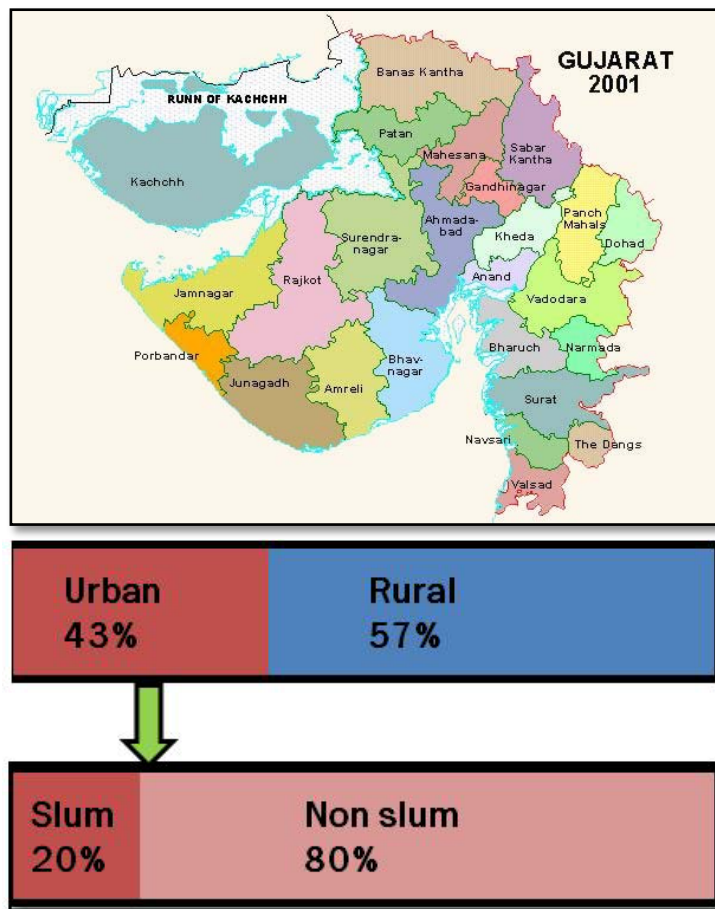 GUJARAT
2001
Banas Kantha
RUNN OF KACHCHH
Patan
Mahesana
Sabar
Kantha
Kachchh
Gandhinagar
Ahmada-
bad
Kheda
Panch
Mahals
Dohad
Surendra-
nagar
Rajkot
Anand
Jamnagar
Vadodara
Porbandar
Bharuch
Narmada
Bhav-
nagar
Junagadh
Amreli
Surat
Navsari
The Dangs
Valsad
Urban
43%
Rural
57%
Slum
20%
Non slum
80%